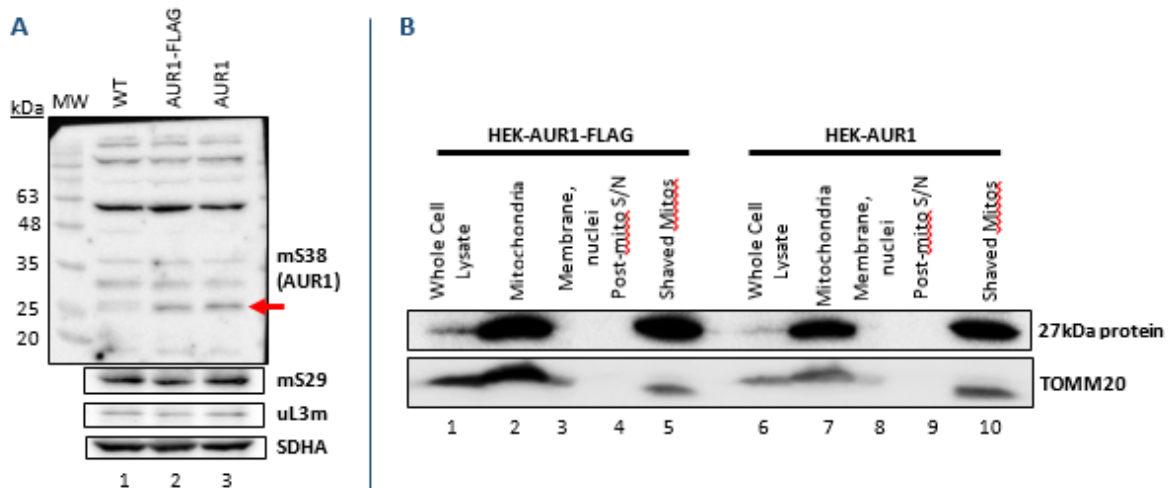 A
kDa
MW
WT
AUR1-FLAG
AUR1
63
48
35
25
20
mS38
(AUR1)
mS29
uL3m
SDHA
1 2 3
B
HEK-AUR1-FLAG HEK-AUR1
Whole Cell
Lysate
Mitochondria
Membrane,
nuclei
Post-mito S/N
Shaved Mitos
Whole Cell
Lysate
Mitochondria
Membrane,
nuclei
Post-mito S/N
Shaved Mitos
27kDa protein
TOMM20
1 2 3 4 5 6 7 8 9 10